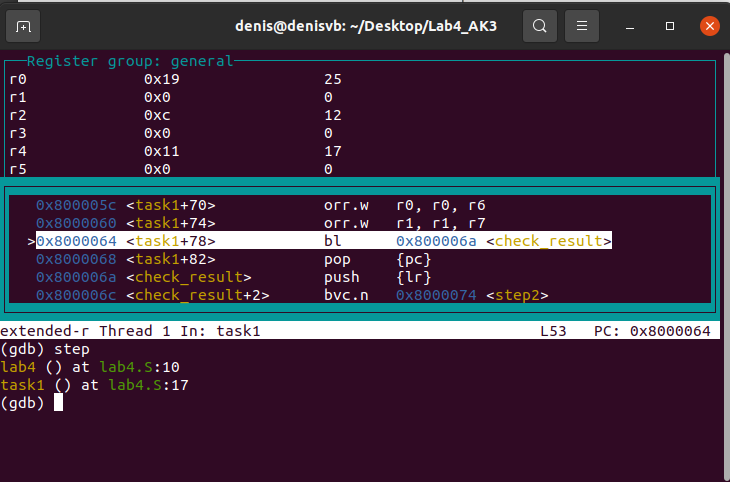 denis@denisvb: ~/Desktop/Lab4_AK3
Register group: general
r0 0x19 25
r1 0x0 0
r2 0xc 12
r3 0x0 0
r4 0x11 17
r5 0x0 0
0x800005c <task1+70> orr.w r0, r0, r6
0x8000060 <task1+74> orr.w r1, r1, r7
>0x8000064 <task1+78> bl 0x800006a <check_result>
0x8000068 <task1+82> pop {pc}
0x800006a <check_result> push {lr}
0x800006c <check_result+2> bvc.n 0x8000074 <step2>
extended-r Thread 1 In: task1 L53 PC: 0x8000064
(gdb) step
lab4 () at lab4.S:10
task1 () at lab4.S:17
(gdb)